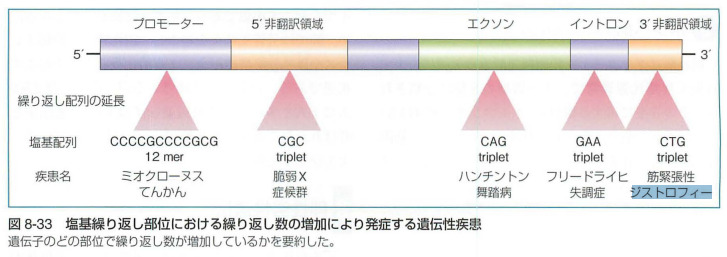 プロモーター 5′非翻訳領域 エクソン イントロン 3′非翻訳領域
5′ 3′
繰り返し配列の延長
塩基配列 CCCCGCCCCGCG CGC CAG GAA CTG
12 mer triplet triplet triplet triplet
疾患名 ミオクローヌス 脆弱X ハンチントン フリードライヒ 筋緊張性
てんかん 症候群 舞踏病 失調症 ジストロフィー
図 8-33 塩基繰り返し部位における繰り返し数の増加により発症する遺伝性疾患
遺伝子のどの部位で繰り返し数が増加しているかを要約した。